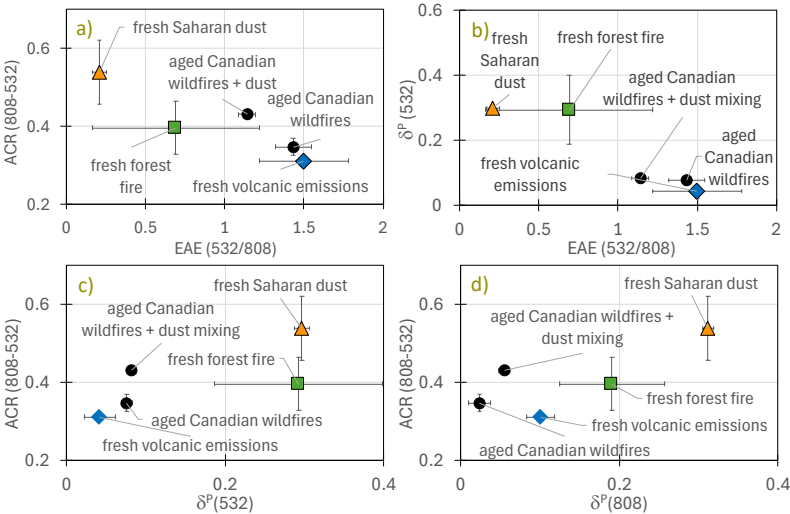 a)
fresh Saharan dust
aged Canadian
wildfires + dust
aged Canadian
wildfires
fresh forest
fire
fresh volcanic emissions
0.6
0.4
0.2
ACR (808-532)
0 0.5 1 1.5 2
EAE (532/808)
b)
fresh
Saharan
dust
fresh forest fire
aged Canadian
wildfires + dust mixing
fresh volcanic
emissions
aged
Canadian
wildfires
0.6
0.4
0.2
0
δᴾ (532)
0 0.5 1 1.5 2
EAE (532/808)
c)
fresh Saharan dust
aged Canadian
wildfires + dust mixing
fresh forest fire
aged Canadian wildfires
fresh volcanic emissions
0.6
0.4
0.2
ACR (808-532)
0 0.2 0.4
δᴾ(532)
d)
fresh Saharan dust
aged Canadian wildfires +
dust mixing
fresh forest fire
fresh volcanic emissions
aged Canadian wildfires
0.6
0.4
0.2
ACR (808-532)
0 0.2 0.4
δᴾ(808)